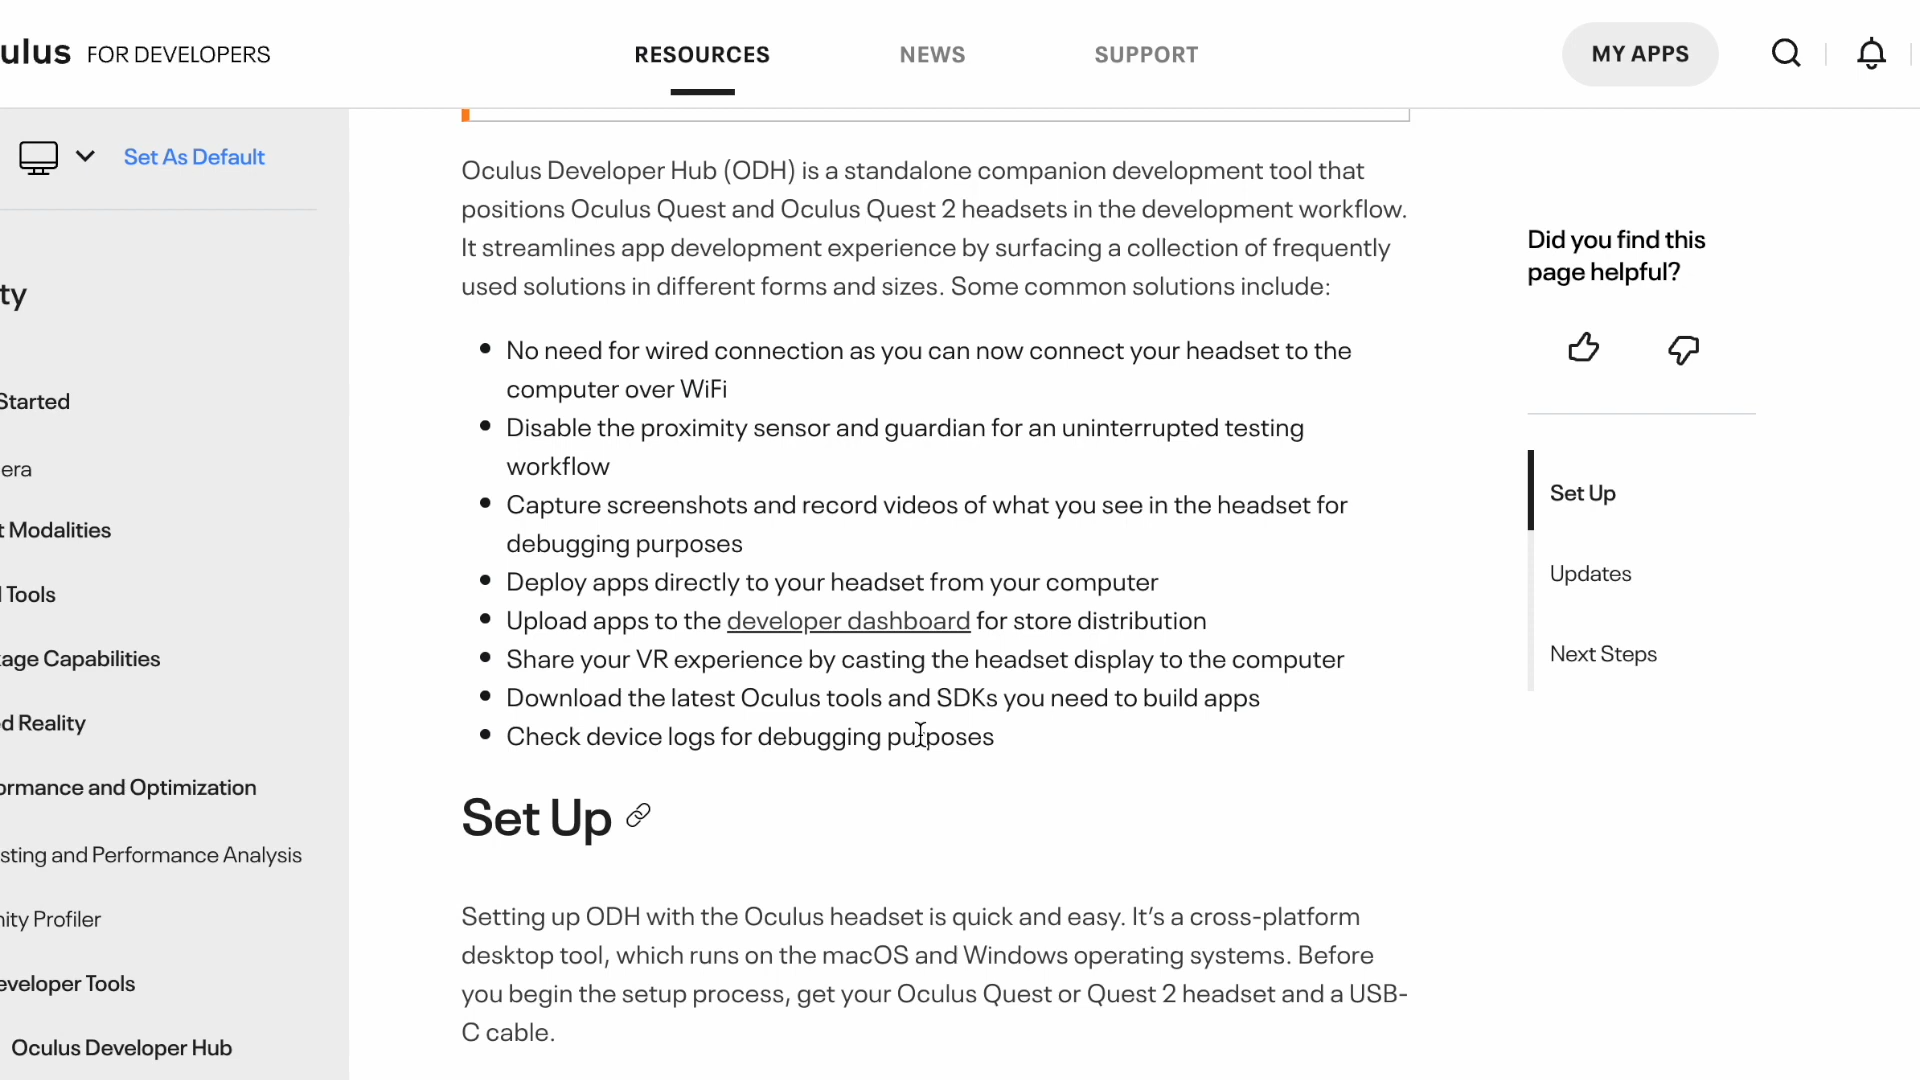 ulus FOR DEVELOPERS
RESOURCES
NEWS
SUPPORT
MY APPS
Set As Default
ty
Started
era
t Modalities
l Tools
age Capabilities
d Reality
ormance and Optimization
sting and Performance Analysis
nity Profiler
eveloper Tools
Oculus Developer Hub
Oculus Developer Hub (ODH) is a standalone companion development tool that
positions Oculus Quest and Oculus Quest 2 headsets in the development workflow.
It streamlines app development experience by surfacing a collection of frequently
used solutions in different forms and sizes. Some common solutions include:
• No need for wired connection as you can now connect your headset to the
computer over WiFi
• Disable the proximity sensor and guardian for an uninterrupted testing
workflow
• Capture screenshots and record videos of what you see in the headset for
debugging purposes
• Deploy apps directly to your headset from your computer
• Upload apps to the developer dashboard for store distribution
• Share your VR experience by casting the headset display to the computer
• Download the latest Oculus tools and SDKs you need to build apps
• Check device logs for debugging purposes
Set Up
Setting up ODH with the Oculus headset is quick and easy. It’s a cross-platform
desktop tool, which runs on the macOS and Windows operating systems. Before
you begin the setup process, get your Oculus Quest or Quest 2 headset and a USB-
C cable.
Did you find this
page helpful?
Set Up
Updates
Next Steps